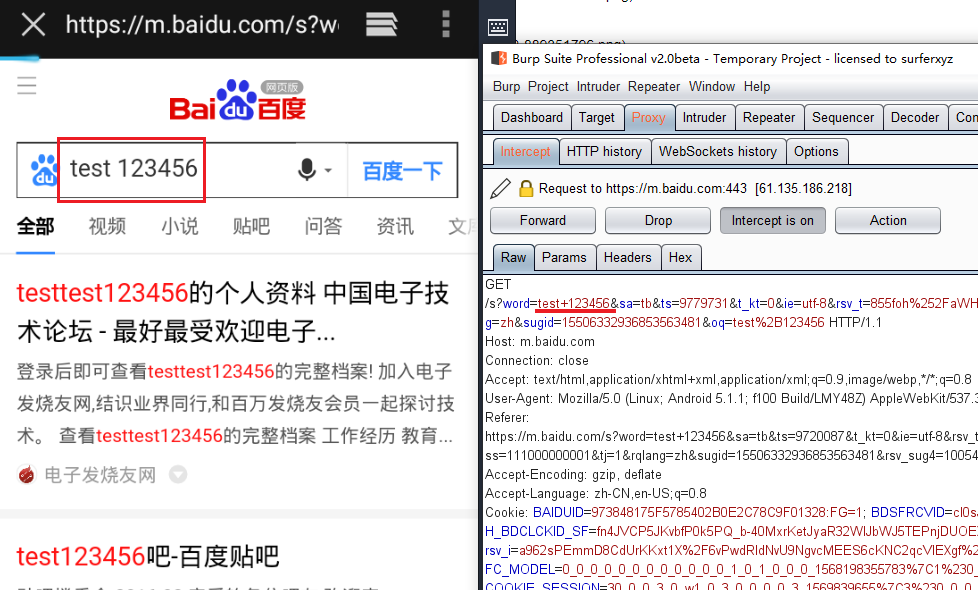 https://m.baidu.com/s?w
网页版
Bai du 百度
test 123456
百度一下
全部 视频 小说 贴吧 问答 资讯
testtest123456的个人资料 中国电子技
术论坛 - 最好最受欢迎电子...
登录后即可查看testtest123456的完整档案! 加入电子
发烧友网,结识业界同行,和百万发烧友会员一起探讨技
术。 查看testtest123456的完整档案 工作经历 教育...
电子发烧友网
test123456吧-百度贴吧
Burp Suite Professional v2.0beta - Temporary Project - licensed to surferxyz
Burp Project Intruder Repeater Window Help
Dashboard Target Proxy Intruder Repeater Sequencer Decoder Con
Intercept HTTP history WebSockets history Options
Request to https://m.baidu.com:443 [61.135.186.218]
Forward Drop Intercept is on Action
Raw Params Headers Hex
GET
/s?word=test+123456&sa=tb&ts=9779731&t_kt=0&ie=utf-8&rsv_t=855foh%252FaWH
g=zh&sugid=15506332936853563481&oq=test%2B123456 HTTP/1.1
Host: m.baidu.com
Connection: close
Accept: text/html,application/xhtml+xml,application/xml;q=0.9,image/webp,*/*;q=0.8
User-Agent: Mozilla/5.0 (Linux; Android 5.1.1; f100 Build/LMY48Z) AppleWebKit/537.3
Referer:
https://m.baidu.com/s?word=test+123456&sa=tb&ts=9720087&t_kt=0&ie=utf-8&rsv_t
ss=111000000001&tj=1&rqlang=zh&sugid=15506332936853563481&rsv_sug4=10054
Accept-Encoding: gzip, deflate
Accept-Language: zh-CN,en-US;q=0.8
Cookie: BAIDUID=973848175F5785402B0E2C78C9F01328:FG=1; BDSFRCVID=cl0sJ
H_BDCLCKID_SF=fn4JVCP5JKvbfP0k5PQ_b-40MxrKetJyaR32WlJbWJ5TEPnjDUOE
rsv_i=a962sPEmmD8CdUrKKxt1X%2F6vPwdRldNvU9NgvcMEES6cKNC2qcVlEXgf%2
FC_MODEL=0_0_0_0_0_0_0_0_0_0_0_1_0_1_0_0_0_1568198355783%7C1%230_